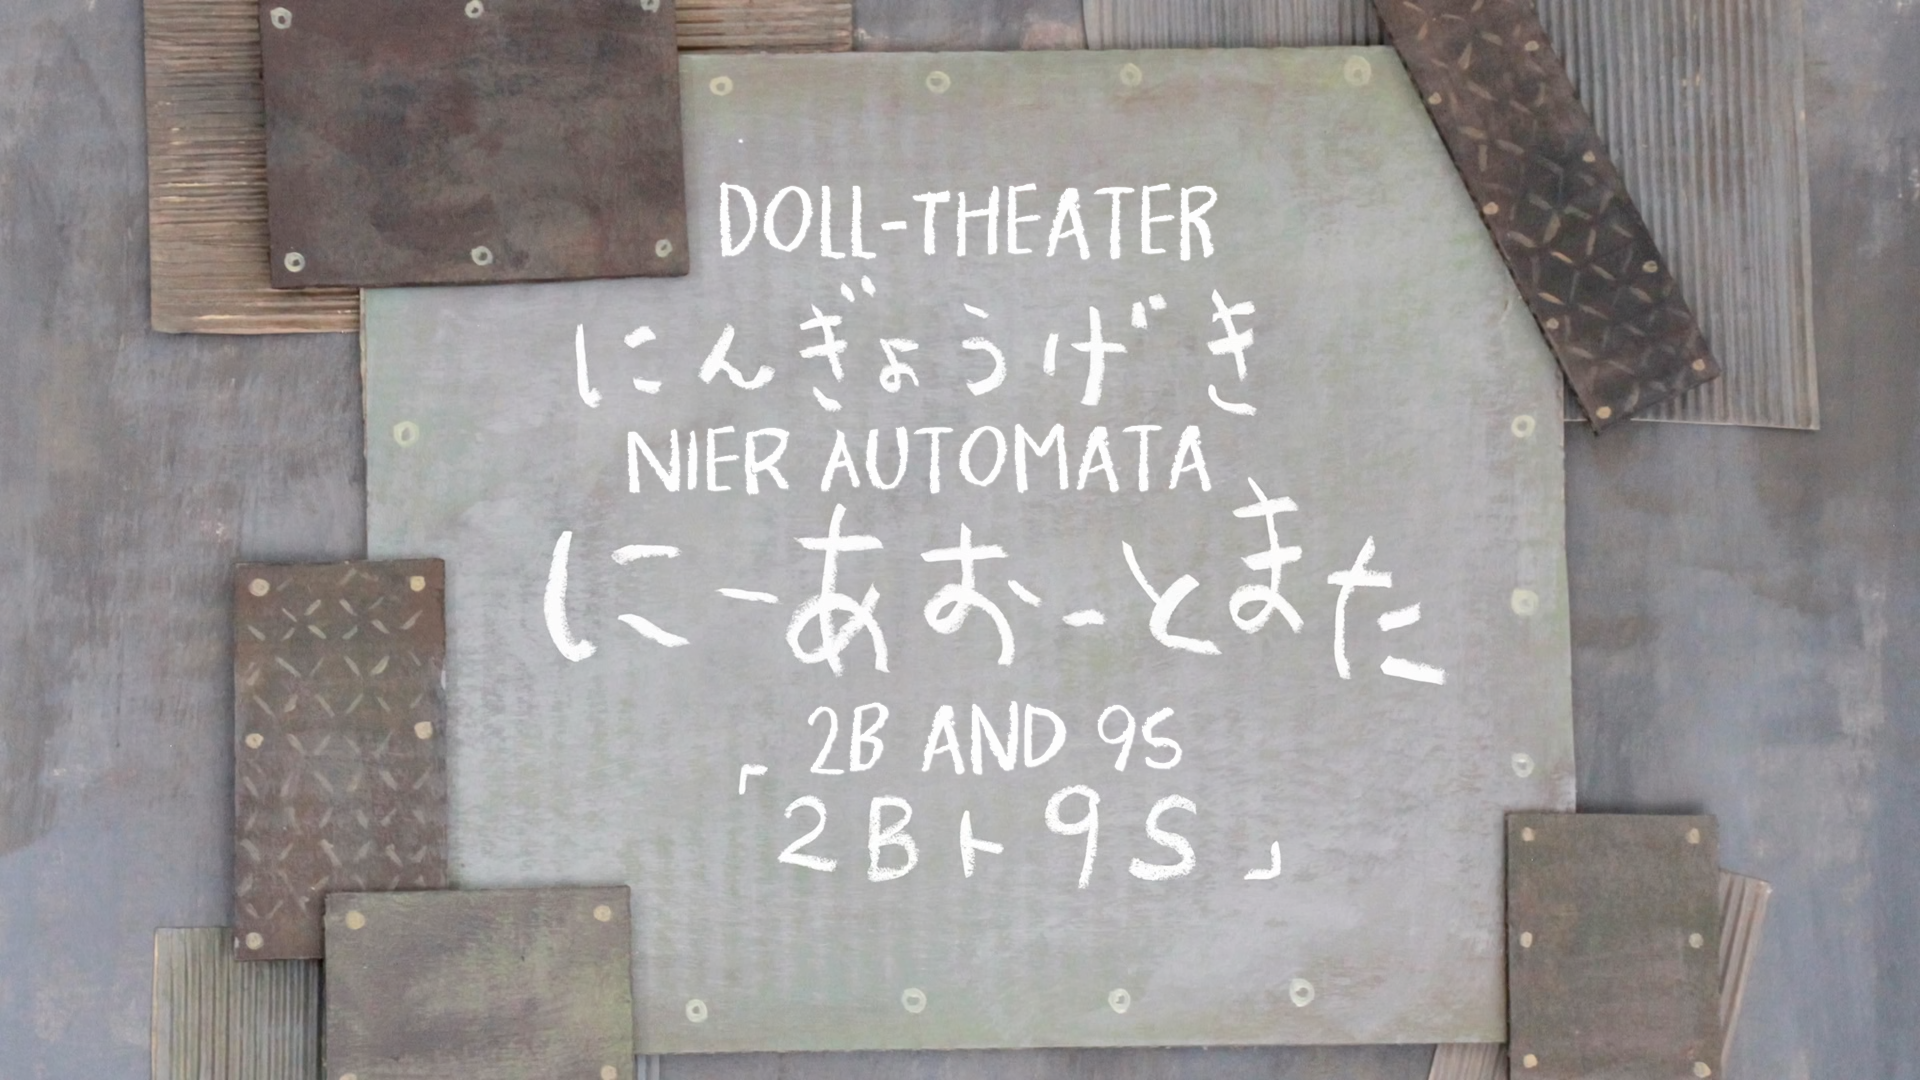 DOLL-THEATER
にんぎょうげき
NIER AUTOMATA
にーあおーとまた
2B AND 9S
「2Bト9S」